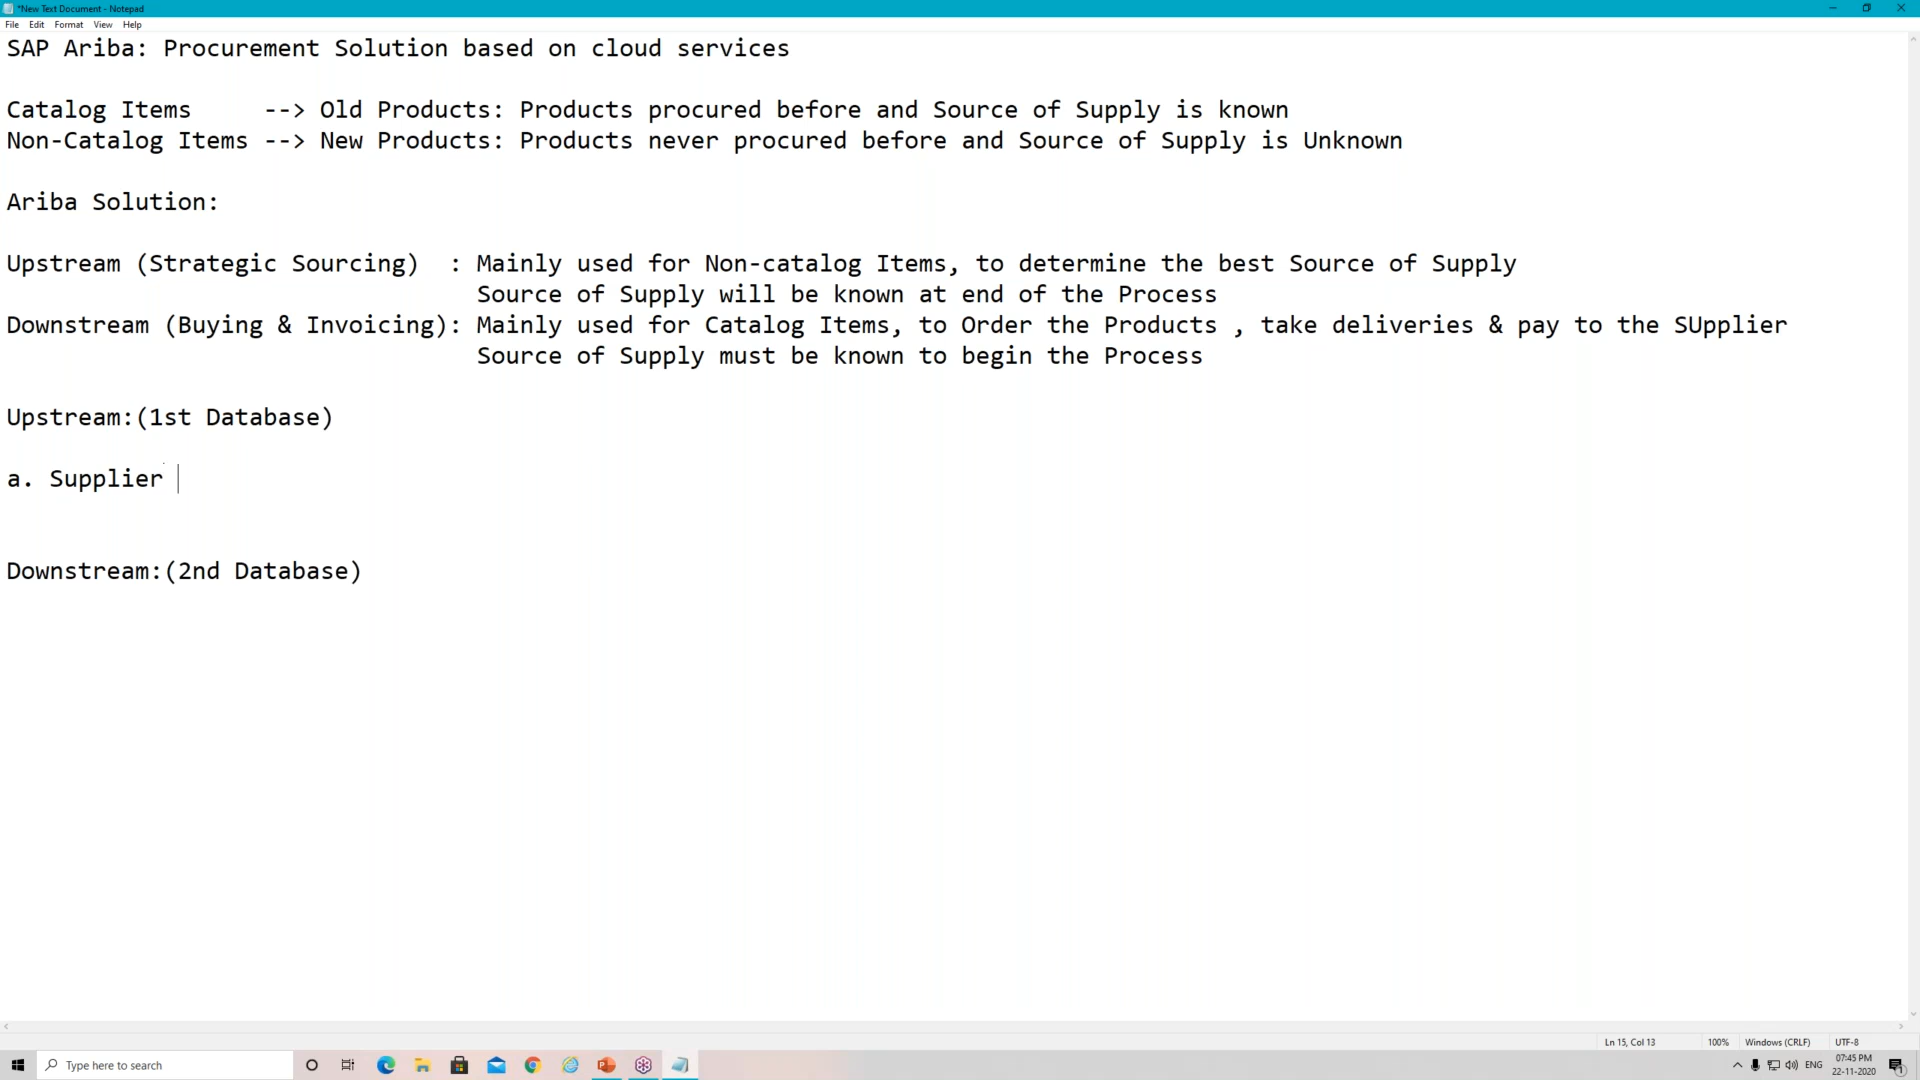 *New Text Document - Notepad
File Edit Format View Help
SAP Ariba: Procurement Solution based on cloud services
Catalog Items     --> Old Products: Products procured before and Source of Supply is known
Non-Catalog Items --> New Products: Products never procured before and Source of Supply is Unknown
Ariba Solution:
Upstream (Strategic Sourcing)  : Mainly used for Non-catalog Items, to determine the best Source of Supply
Source of Supply will be known at end of the Process
Downstream (Buying & Invoicing): Mainly used for Catalog Items, to Order the Products , take deliveries & pay to the SUpplier
Source of Supply must be known to begin the Process
Upstream:(1st Database)
a. Supplier
Downstream:(2nd Database)
Ln 15, Col 13 100% Windows (CRLF) UTF-8
Type here to search
ENG
07:45 PM
22-11-2020
1